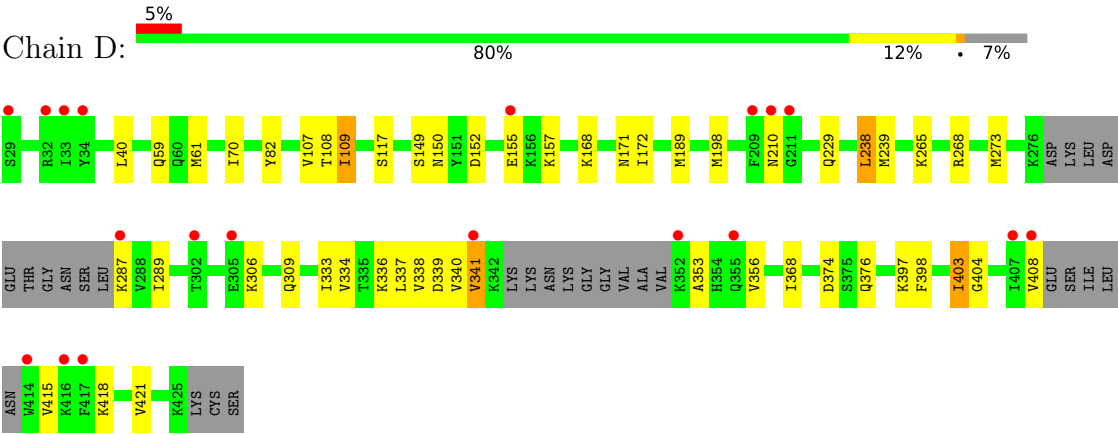 5%
Chain D:
80% 12% • 7%
S29 R32 I33 Y34 L40 Q59 Q60 M61 I70 Y82 V107 T108 I109 S117 S149 N150 Y151 D152 E155 K156 K157 K168 N171 I172 M189 M198 F209 N210 G211 Q229 L238 M239 K265 R268 M273 K276 ASP LYS LEU ASP
GLU THR GLY ASN SER LEU K287 V288 I289 T302 E305 K306 Q309 I333 V334 T335 K336 L337 V338 D339 V340 V341 K342 LYS LYS ASN LYS GLY GLY VAL ALA VAL K352 A353 H354 Q355 V356 I368 D374 S375 Q376 K397 F398 I403 G404 I407 V408 GLU SER ILE LEU
ASN W414 V415 K416 F417 K418 V421 K425 LYS CYS SER